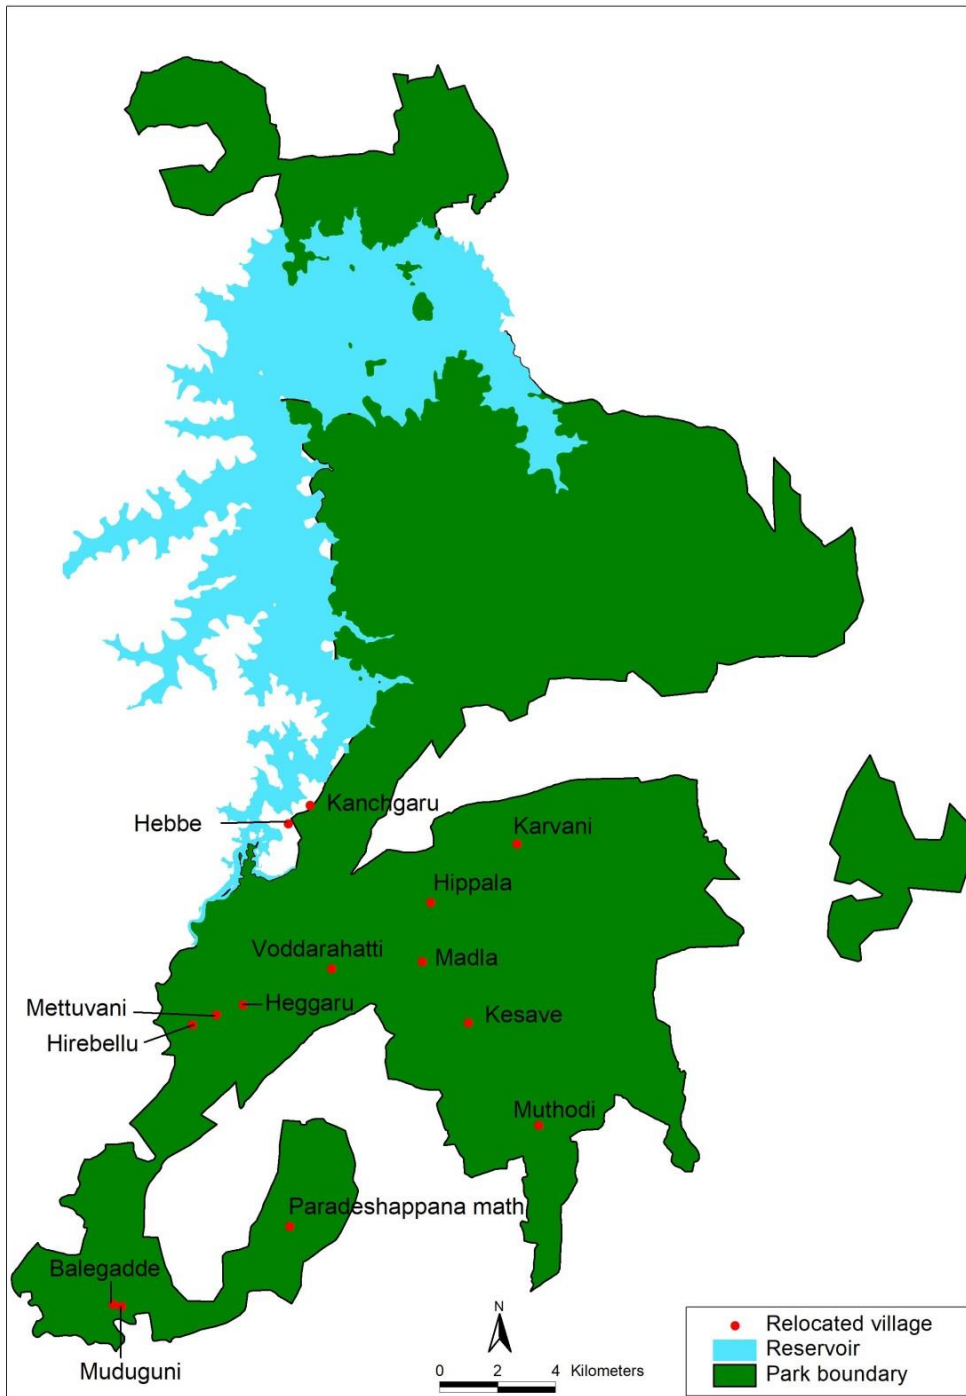 Kanchgaru
Hebbe
Karvani
Hippala
Voddarahatti
Madla
Mettuvani
Heggaru
Kesave
Hirebellu
Muthodi
Paradeshappana math
Balegadde
Muduguni
N
0 2 4 Kilometers
Relocated village
Reservoir
Park boundary